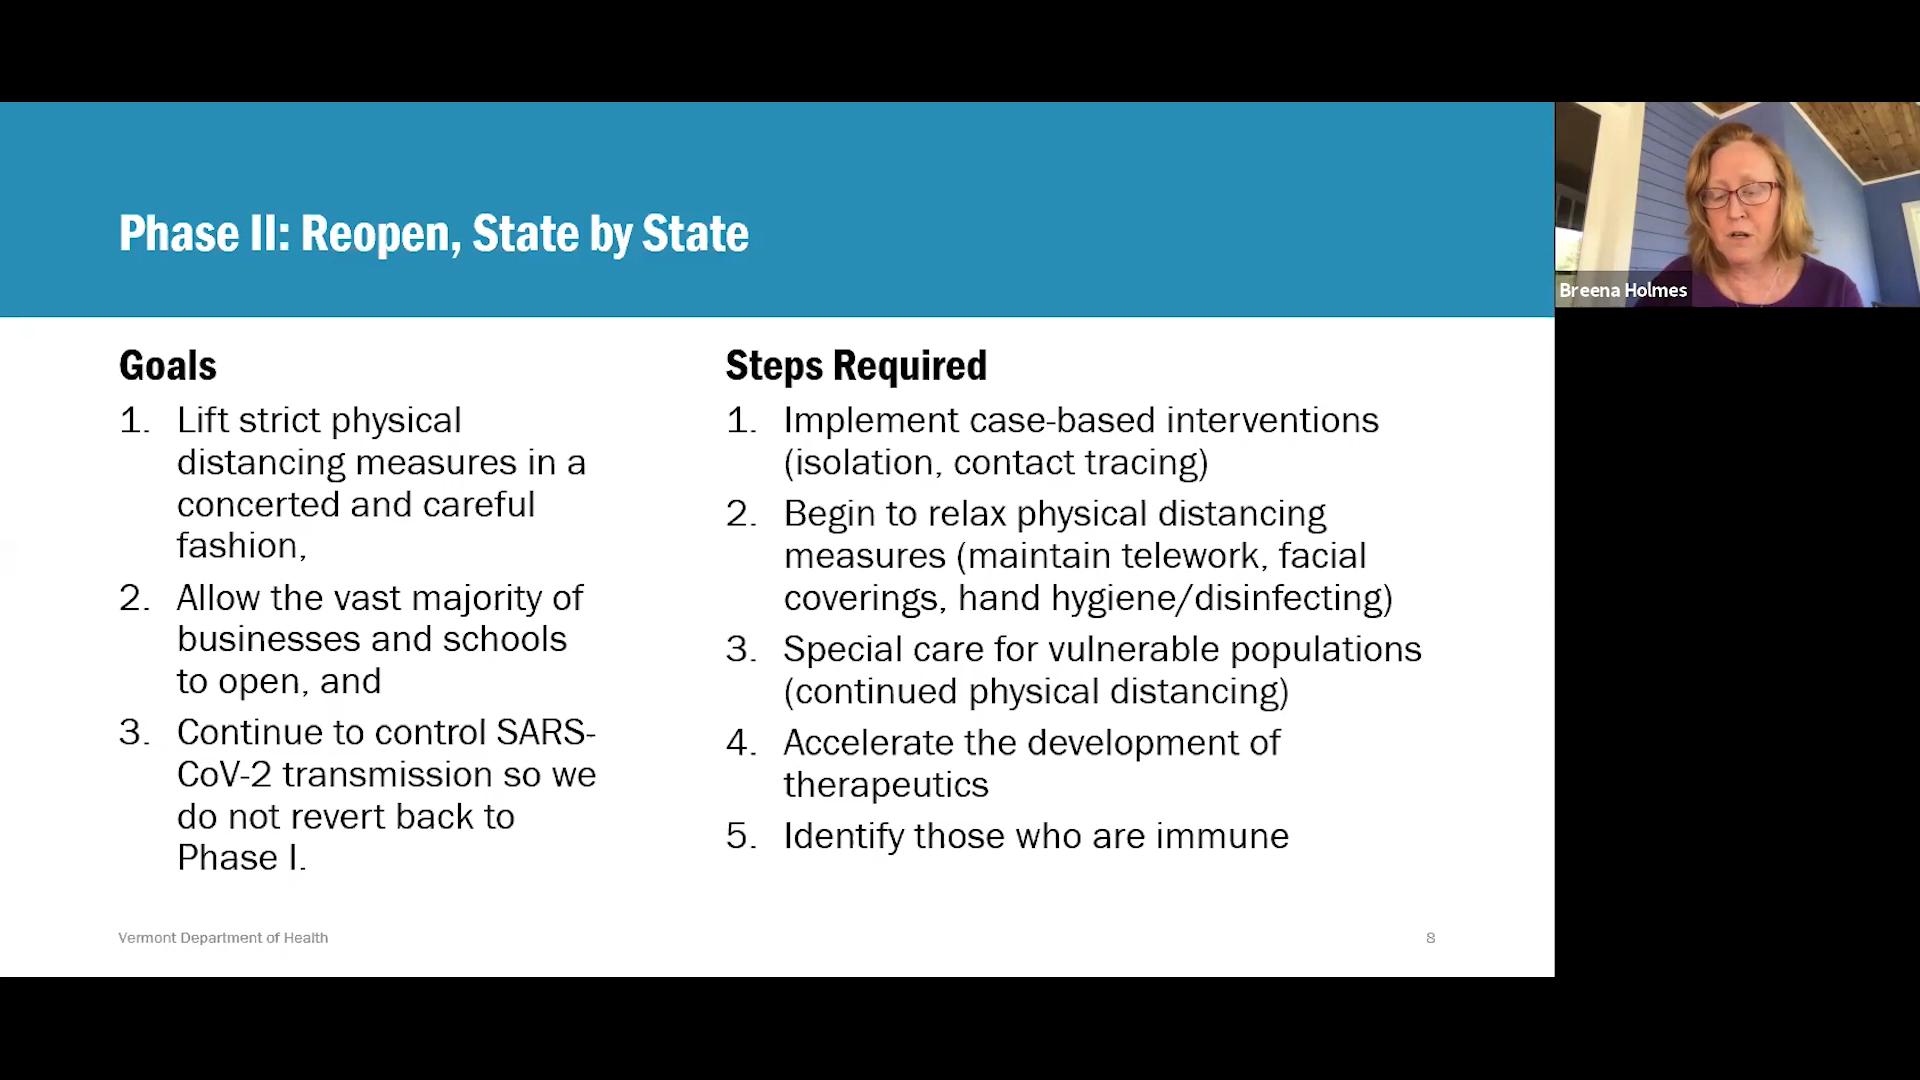 Phase II: Reopen, State by State
Breena Holmes
Goals
1. Lift strict physical
distancing measures in a
concerted and careful
fashion,
2. Allow the vast majority of
businesses and schools
to open, and
3. Continue to control SARS-
CoV-2 transmission so we
do not revert back to
Phase I.
Steps Required
1. Implement case-based interventions
(isolation, contact tracing)
2. Begin to relax physical distancing
measures (maintain telework, facial
coverings, hand hygiene/disinfecting)
3. Special care for vulnerable populations
(continued physical distancing)
4. Accelerate the development of
therapeutics
5. Identify those who are immune
Vermont Department of Health
8